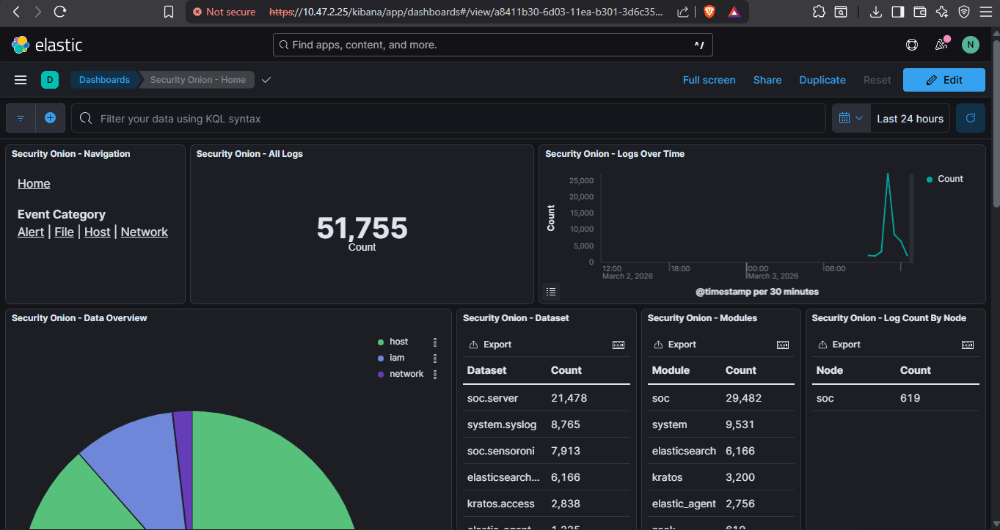 Not secure https://10.47.2.25/kibana/app/dashboards#/view/a8411b30-6d03-11ea-b301-3d6c35...
elastic
Find apps, content, and more.
^/
N
D
Dashboards
Security Onion - Home
Full screen
Share
Duplicate
Reset
Edit
Filter your data using KQL syntax
Last 24 hours
Security Onion - Navigation
Home
Event Category
Alert | File | Host | Network
Security Onion - All Logs
51,755
Count
Security Onion - Logs Over Time
Count
25,000
20,000
15,000
10,000
5,000
0
12:00
March 2, 2026
18:00
00:00
March 3, 2026
06:00
@timestamp per 30 minutes
Count
Security Onion - Data Overview
host
iam
network
Security Onion - Dataset
Export
Dataset Count
soc.server 21,478
system.syslog 8,765
soc.sensoroni 7,913
elasticsearch... 6,166
kratos.access 2,838
Security Onion - Modules
Export
Module Count
soc 29,482
system 9,531
elasticsearch 6,166
kratos 3,200
elastic_agent 2,756
Security Onion - Log Count By Node
Export
Node Count
soc 619